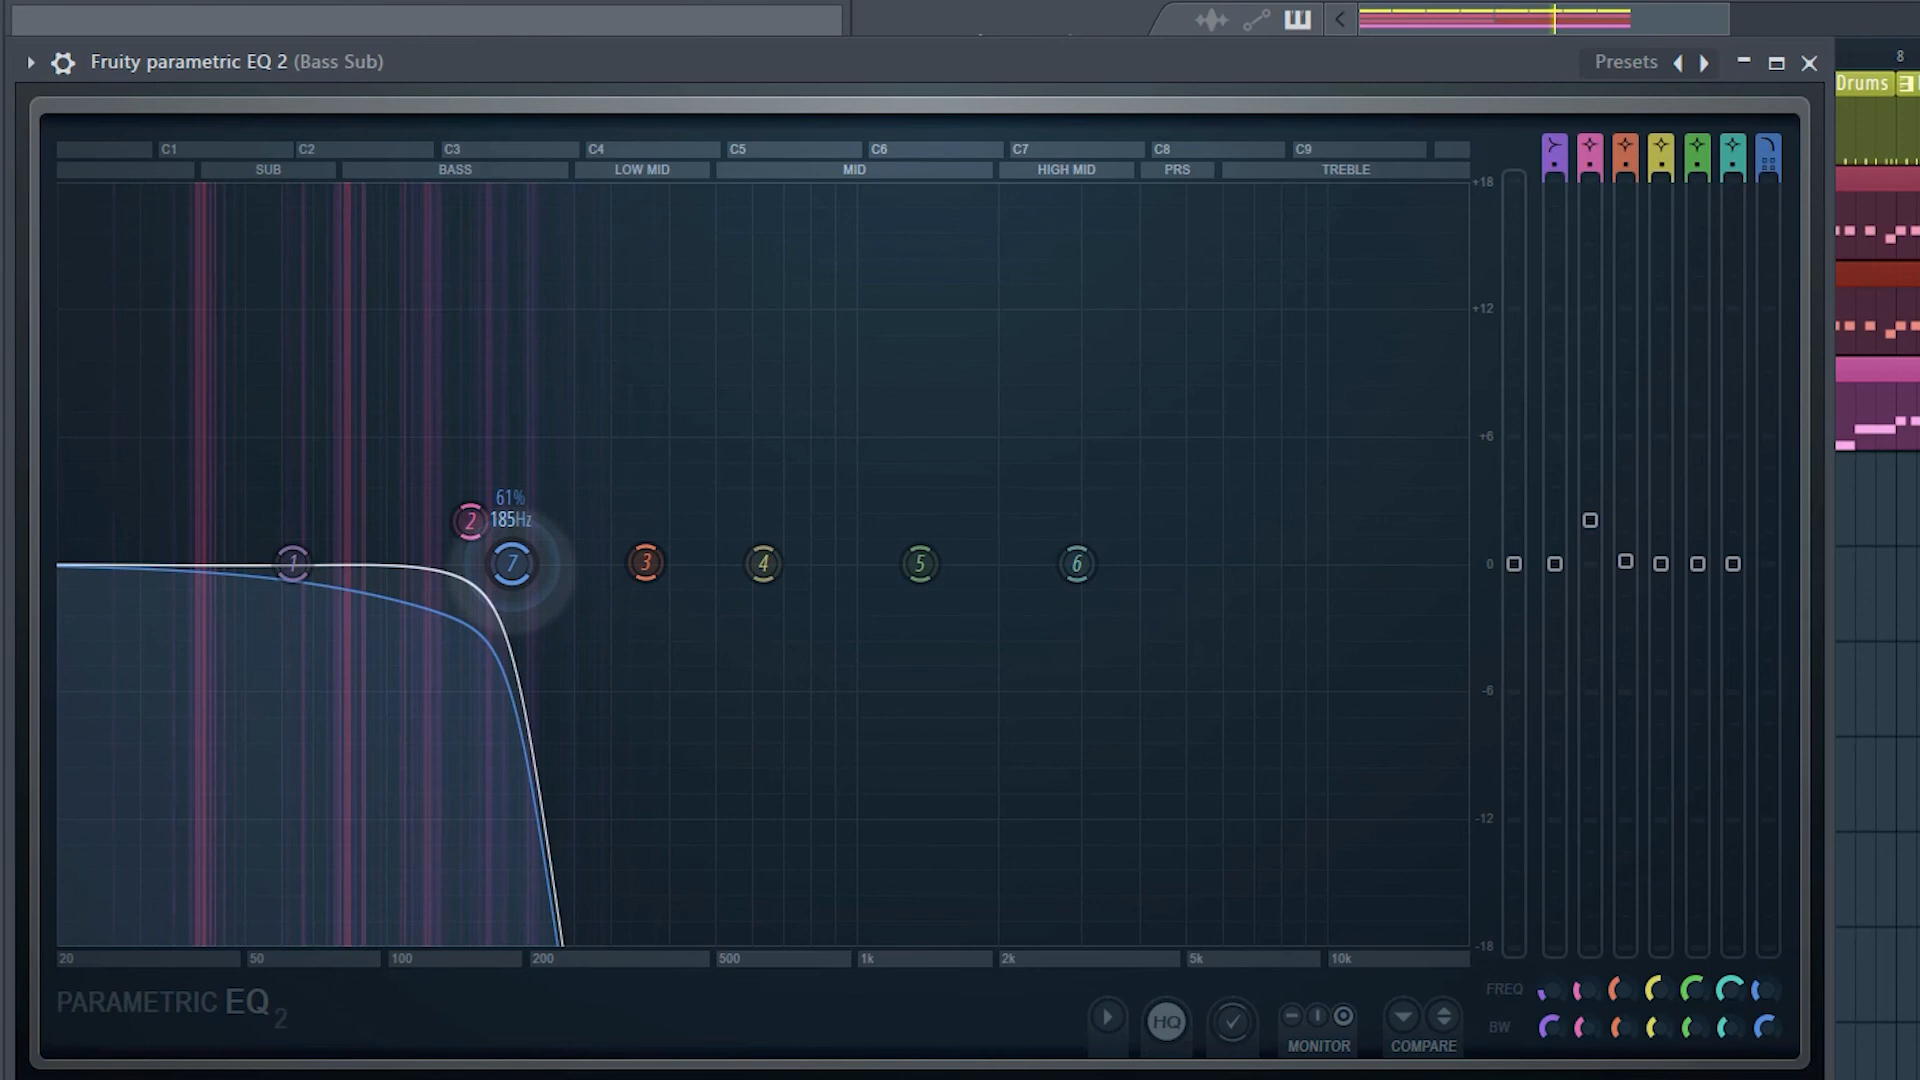 Fruity parametric EQ 2 (Bass Sub)
Presets
8
Drums
C1 C2 C3 C4 C5 C6 C7 C8 C9
SUB BASS LOW MID MID HIGH MID PRS TREBLE
+18
+12
+6
0
-6
-12
-18
61%
185Hz
2
1 7 3 4 5 6
20 50 100 200 500 1k 2k 5k 10k
PARAMETRIC EQ 2
HQ
MONITOR
COMPARE
FREQ
BW